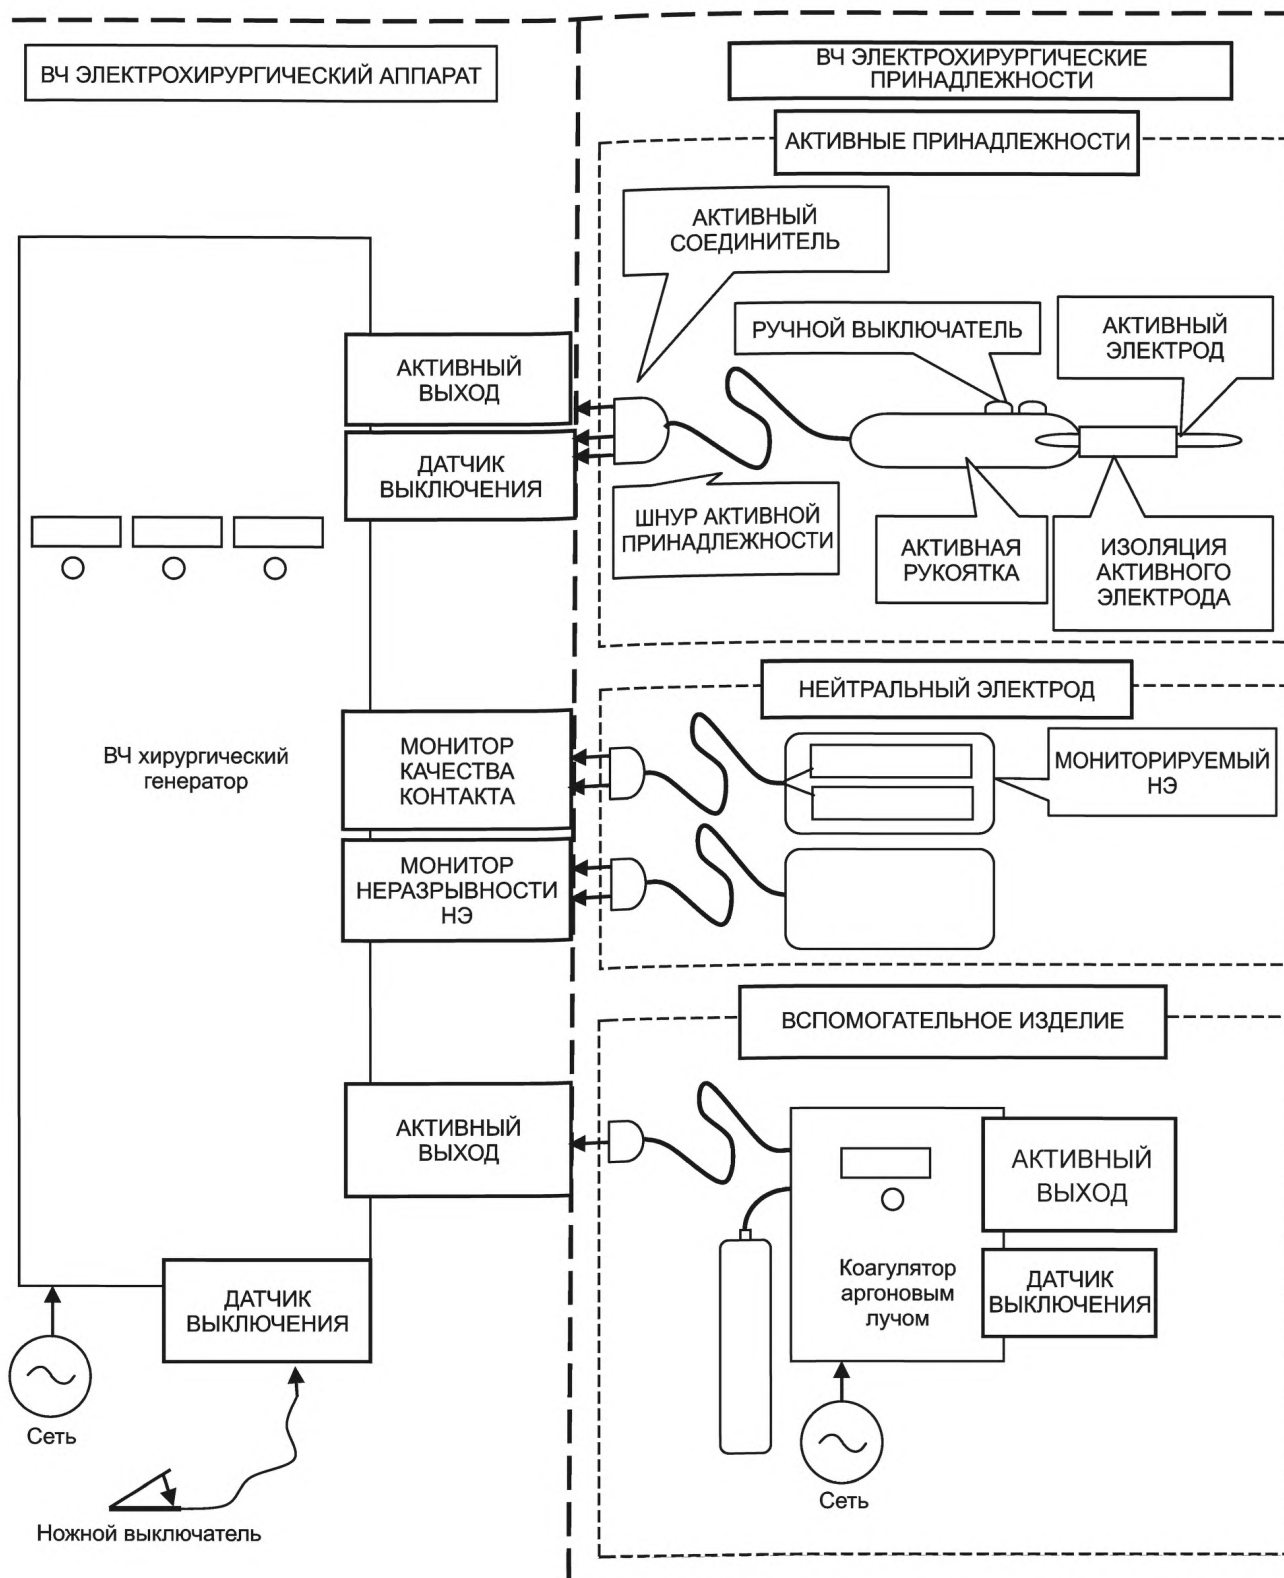 ВЧ ЭЛЕКТРОХИРУРГИЧЕСКИЙ АППАРАТ
ВЧ ЭЛЕКТРОХИРУРГИЧЕСКИЕ
ПРИНАДЛЕЖНОСТИ
АКТИВНЫЕ ПРИНАДЛЕЖНОСТИ
АКТИВНЫЙ
СОЕДИНИТЕЛЬ
РУЧНОЙ ВЫКЛЮЧАТЕЛЬ
АКТИВНЫЙ
ЭЛЕКТРОД
АКТИВНЫЙ
ВЫХОД
ДАТЧИК
ВЫКЛЮЧЕНИЯ
ШНУР АКТИВНОЙ
ПРИНАДЛЕЖНОСТИ
АКТИВНАЯ
РУКОЯТКА
ИЗОЛЯЦИЯ
АКТИВНОГО
ЭЛЕКТРОДА
НЕЙТРАЛЬНЫЙ ЭЛЕКТРОД
ВЧ хирургический
генератор
МОНИТОР
КАЧЕСТВА
КОНТАКТА
МОНИТОРИРУЕМЫЙ
НЭ
МОНИТОР
НЕРАЗРЫВНОСТИ
НЭ
ВСПОМОГАТЕЛЬНОЕ ИЗДЕЛИЕ
АКТИВНЫЙ
ВЫХОД
АКТИВНЫЙ
ВЫХОД
Коагулятор
аргоновым
лучом
ДАТЧИК
ВЫКЛЮЧЕНИЯ
ДАТЧИК
ВЫКЛЮЧЕНИЯ
Сеть
Сеть
Ножной выключатель